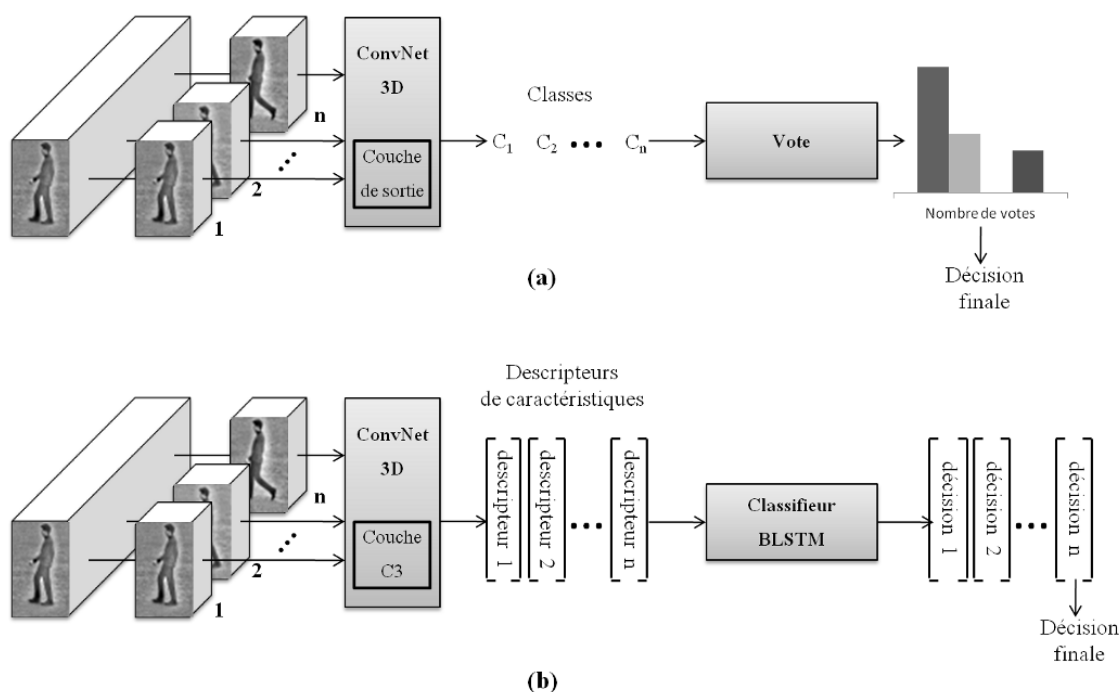 ConvNet
3D
Couche
de sortie
n
2
1
Classes
C1 C2 ••• Cn
Vote
Nombre de votes
Décision
finale
(a)
Descripteurs
de caractéristiques
ConvNet
3D
Couche
C3
n
2
1
descripteur 1
descripteur 2
•••
descripteur n
Classifieur
BLSTM
décision 1
décision 2
•••
décision n
Décision
finale
(b)